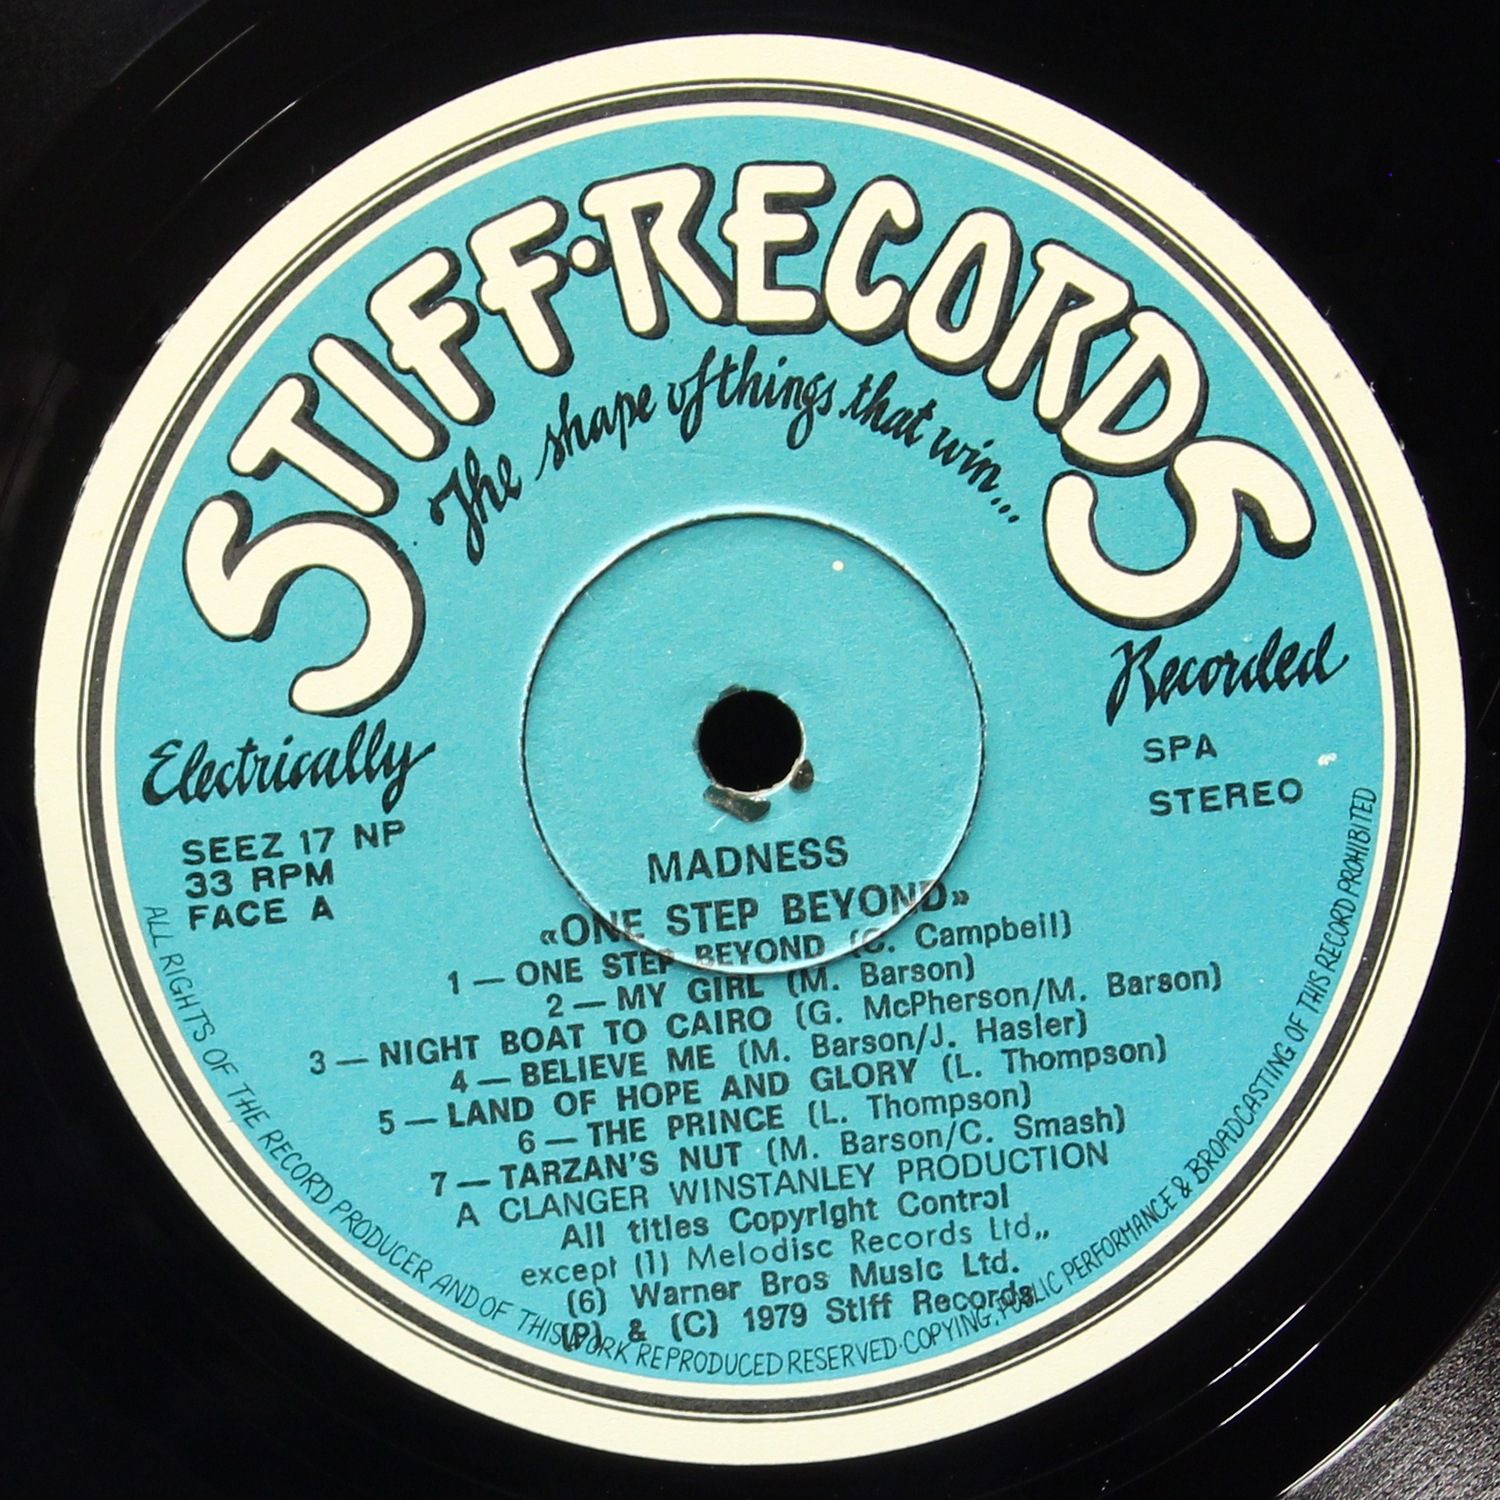 STIFF·RECORDS
The shape of things that win...
Electrically
Recorded
SEEZ 17 NP
33 RPM
FACE A
SPA
STEREO
MADNESS
«ONE STEP BEYOND»
1 — ONE STEP BEYOND (C. Campbell)
2 — MY GIRL (M. Barson)
3 — NIGHT BOAT TO CAIRO (G. McPherson/M. Barson)
4 — BELIEVE ME (M. Barson/J. Hasler)
5 — LAND OF HOPE AND GLORY (L. Thompson)
6 — THE PRINCE (L. Thompson)
7 — TARZAN'S NUT (M. Barson/C. Smash)
A CLANGER WINSTANLEY PRODUCTION
All titles Copyright Control
except (1) Melodisc Records Ltd,,
(6) Warner Bros Music Ltd.
(P) & (C) 1979 Stiff Records.
ALL RIGHTS OF THE RECORD PRODUCER AND OF THIS WORK REPRODUCED RESERVED·COPYING, PUBLIC PERFORMANCE & BROADCASTING OF THIS RECORD PROHIBITED